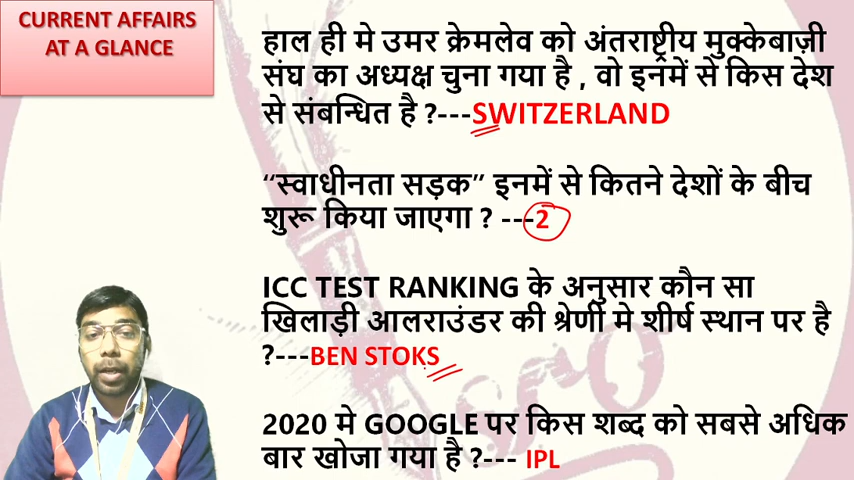 CURRENT AFFAIRS
AT A GLANCE
हाल ही मे उमर क्रेमलेव को अंतराष्ट्रीय मुक्केबाज़ी
संघ का अध्यक्ष चुना गया है , वो इनमें से किस देश
से संबन्धित है ?---SWITZERLAND
“स्वाधीनता सड़क” इनमें से कितने देशों के बीच
शुरू किया जाएगा ? ---2
ICC TEST RANKING के अनुसार कौन सा
खिलाड़ी आलराउंडर की श्रेणी मे शीर्ष स्थान पर है
?---BEN STOKS
2020 मे GOOGLE पर किस शब्द को सबसे अधिक
बार खोजा गया है ?--- IPL